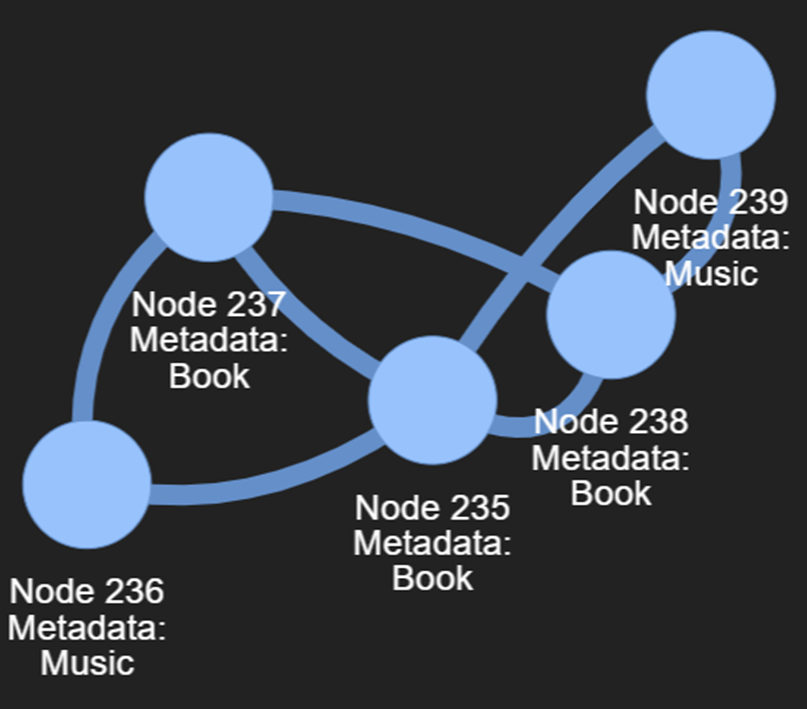 Node 239
Metadata:
Music
Node 237
Metadata:
Book
Node 238
Metadata:
Book
Node 235
Metadata:
Book
Node 236
Metadata:
Music